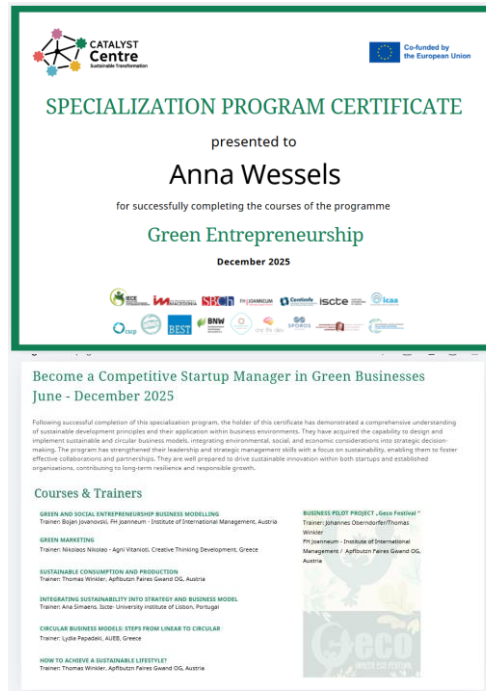 CATALYST
Centre
Sustainable Transformation
Co-funded by
the European Union
SPECIALIZATION PROGRAM CERTIFICATE
presented to
Anna Wessels
for successfully completing the courses of the programme
Green Entrepreneurship
December 2025
IECE
MACEDONIA
SBCh
FH JOANNEUM
iscte
icaa
BEST
BNW
SPOROS
Become a Competitive Startup Manager in Green Businesses
June - December 2025
Following successful completion of this specialization program, the holder of this certificate has demonstrated a comprehensive understanding
of sustainable development principles and their application within business environments. They have acquired the capability to design and
implement sustainable and circular business models, integrating environmental, social, and economic considerations into strategic decision-
making. The program has strengthened their leadership and strategic management skills with a focus on sustainability, enabling them to foster
effective collaborations and partnerships. They are well prepared to drive sustainable innovation within both startups and established
organizations, contributing to long-term resilience and responsible growth.
Courses & Trainers
GREEN AND SOCIAL ENTREPRENEURSHIP BUSINESS MODELLING
Trainer: Bojan Jovanovski, FH Joanneum - Institute of International Management, Austria
GREEN MARKETING
Trainer: Nikolaos Nikolao - Agni Vitanioti, Creative Thinking Development, Greece
SUSTAINABLE CONSUMPTION AND PRODUCTION
Trainer: Thomas Winkler, Apflbutzn Faires Gwand OG, Austria
INTEGRATING SUSTAINABILITY INTO STRATEGY AND BUSINESS MODEL
Trainer: Ana Simaens, Iscte- University institute of Lisbon, Portugal
CIRCULAR BUSINESS MODELS: STEPS FROM LINEAR TO CIRCULAR
Trainer: Lydia Papadaki, AUEB, Greece
HOW TO ACHIEVE A SUSTAINABLE LIFESTYLE?
Trainer: Thomas Winkler, Apflbutzn Faires Gwand OG, Austria
BUSINESS PILOT PROJECT „Geco Festival "
Trainer: Johannes Oberndorfer/Thomas
Winkler
FH Joanneum - Institute of International
Management / Apflbutzn Faires Gwand OG,
Austria
Geco